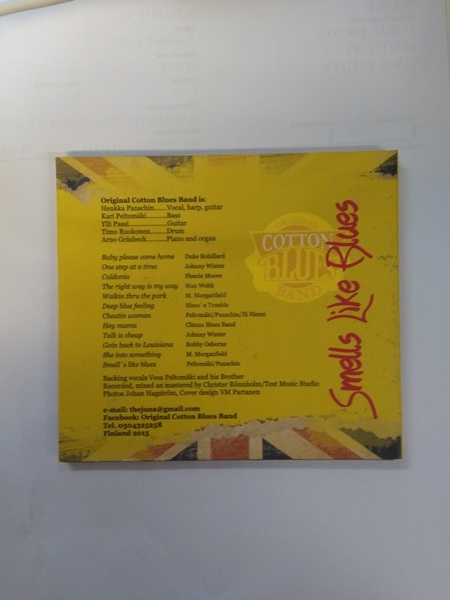 Original Cotton Blues Band is:
Henkka Panschin......Vocal, harp, guitar
Kari Peltomäki..........Bass
Ylli Passi....................Guitar
Timo Ruokonen........Drum
Arno Gräsbeck..........Piano and organ
Baby please come home Duke Robillard
One step at a time Johnny Winter
Caldonia Fleecie Moore
The right way is my way Stan Webb
Walkin thru the park M. Morganfield
Deep blue feeling Blues´n Trouble
Cheatin woman Peltomäki/Panschin/Ili Niemi
Hey mama Climax Blues Band
Talk is cheap Johnny Winter
Goin back to Louisiana Bobby Osborne
She into something M. Morganfield
Smell´s like blues Peltomäki/Panschin
Backing vocals Vesa Peltomäki and his Brother
Recorded, mixed an mastered by Christer Rönnholm/Text Music Studio
Photos Johan Hagström, Cover design VM Partanen
e-mail: thejuna@gmail.com
Facebook: Original Cotton Blues Band
Tel. 0504325258
Finland 2015
COTTON
BLUES
BAND
Smells Like Blues